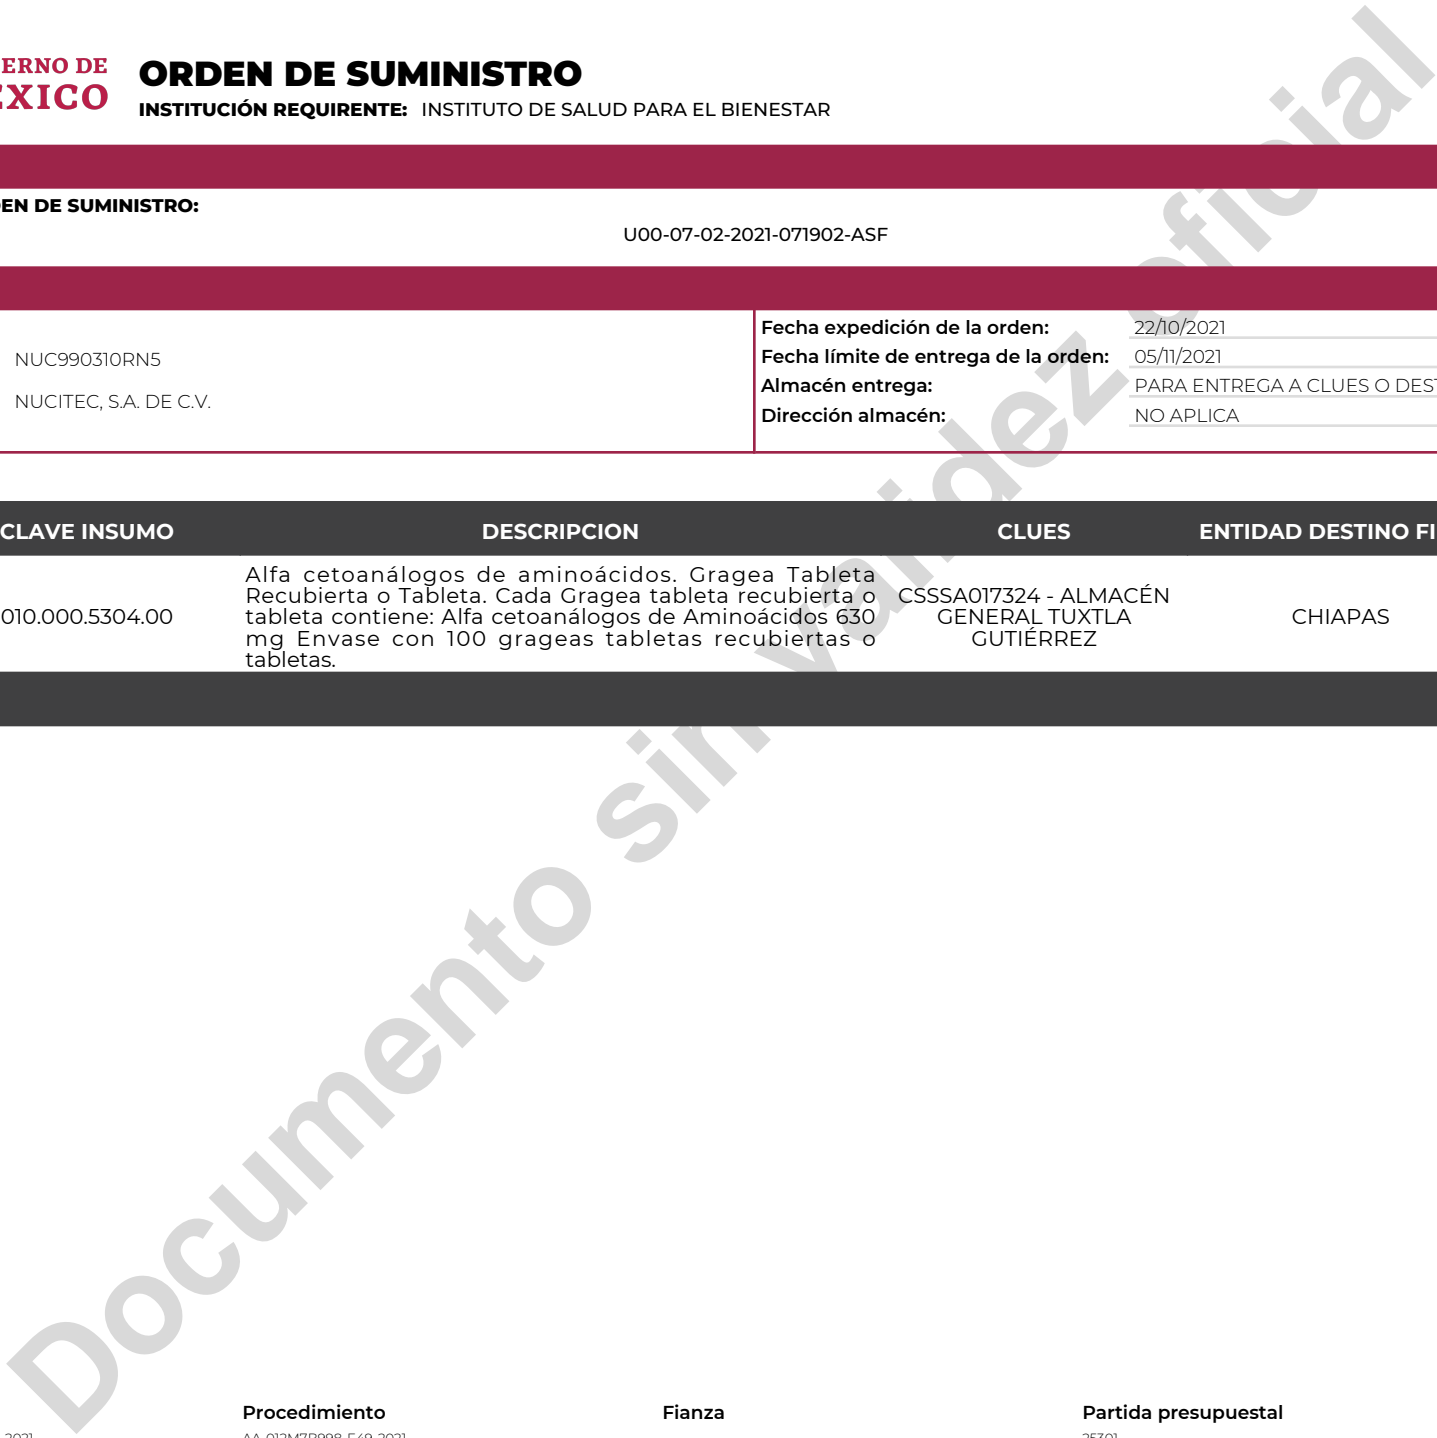 ERNO DE
ÉXICO
ORDEN DE SUMINISTRO
INSTITUCIÓN REQUIRENTE: INSTITUTO DE SALUD PARA EL BIENESTAR
EN DE SUMINISTRO:
U00-07-02-2021-071902-ASF
NUC990310RN5
NUCITEC, S.A. DE C.V.
Fecha expedición de la orden: 22/10/2021
Fecha límite de entrega de la orden: 05/11/2021
Almacén entrega: PARA ENTREGA A CLUES O DEST
Dirección almacén: NO APLICA
CLAVE INSUMO DESCRIPCION CLUES ENTIDAD DESTINO FI
010.000.5304.00
Alfa cetoanálogos de aminoácidos. Gragea Tableta
Recubierta o Tableta. Cada Gragea tableta recubierta o
tableta contiene: Alfa cetoanálogos de Aminoácidos 630
mg Envase con 100 grageas tabletas recubiertas o
tabletas.
CSSSA017324 - ALMACÉN
GENERAL TUXTLA
GUTIÉRREZ
CHIAPAS
Documento sin validez oficial
Procedimiento Fianza Partida presupuestal